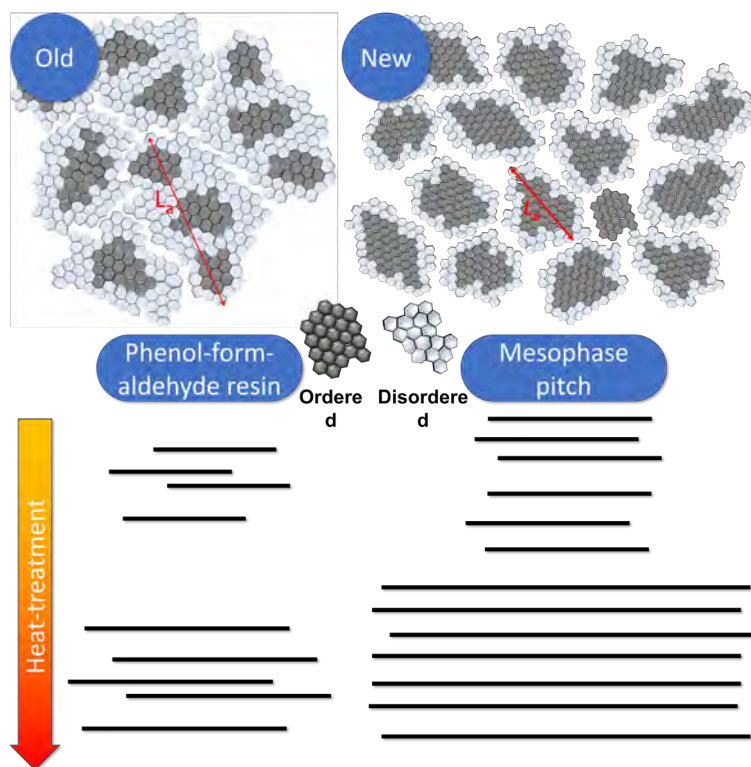 Old
New
La
La
Phenol-form-
aldehyde resin
Mesophase
pitch
Ordere
d
Disordere
d
Heat-treatment